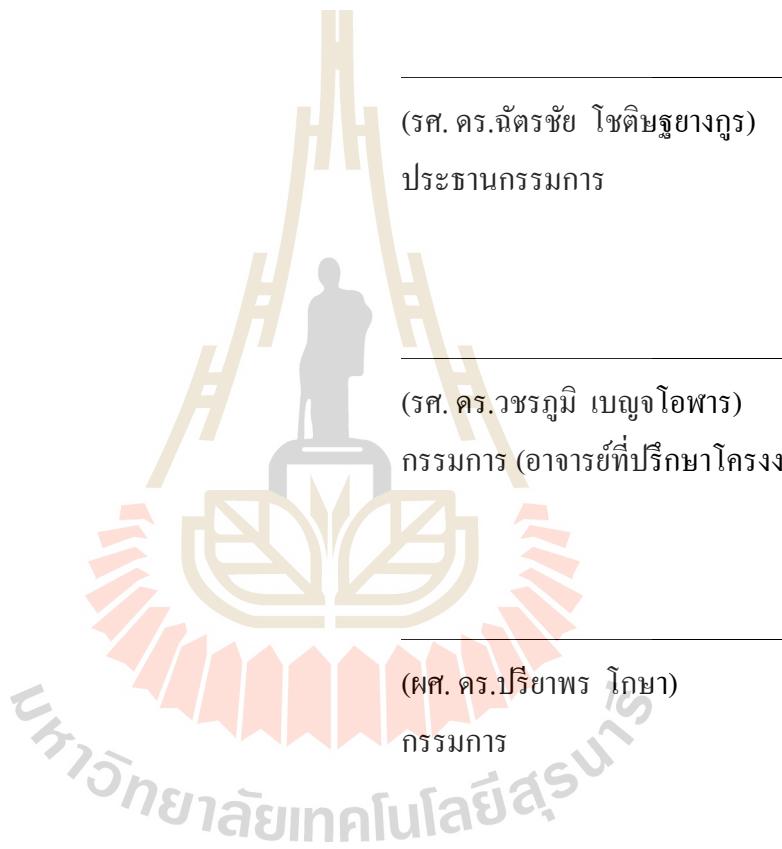 (รศ. ดร.ฉัตรชัย โชติษฐยางกูร)
ประธานกรรมการ
(รศ. ดร.วชรภูมิ เบญจโอฬาร)
กรรมการ (อาจารย์ที่ปรึกษาโครงง
(ผศ. ดร.ปรียาพร โกษา)
กรรมการ
มหาวิทยาลัยเทคโนโลยีสุรนารี